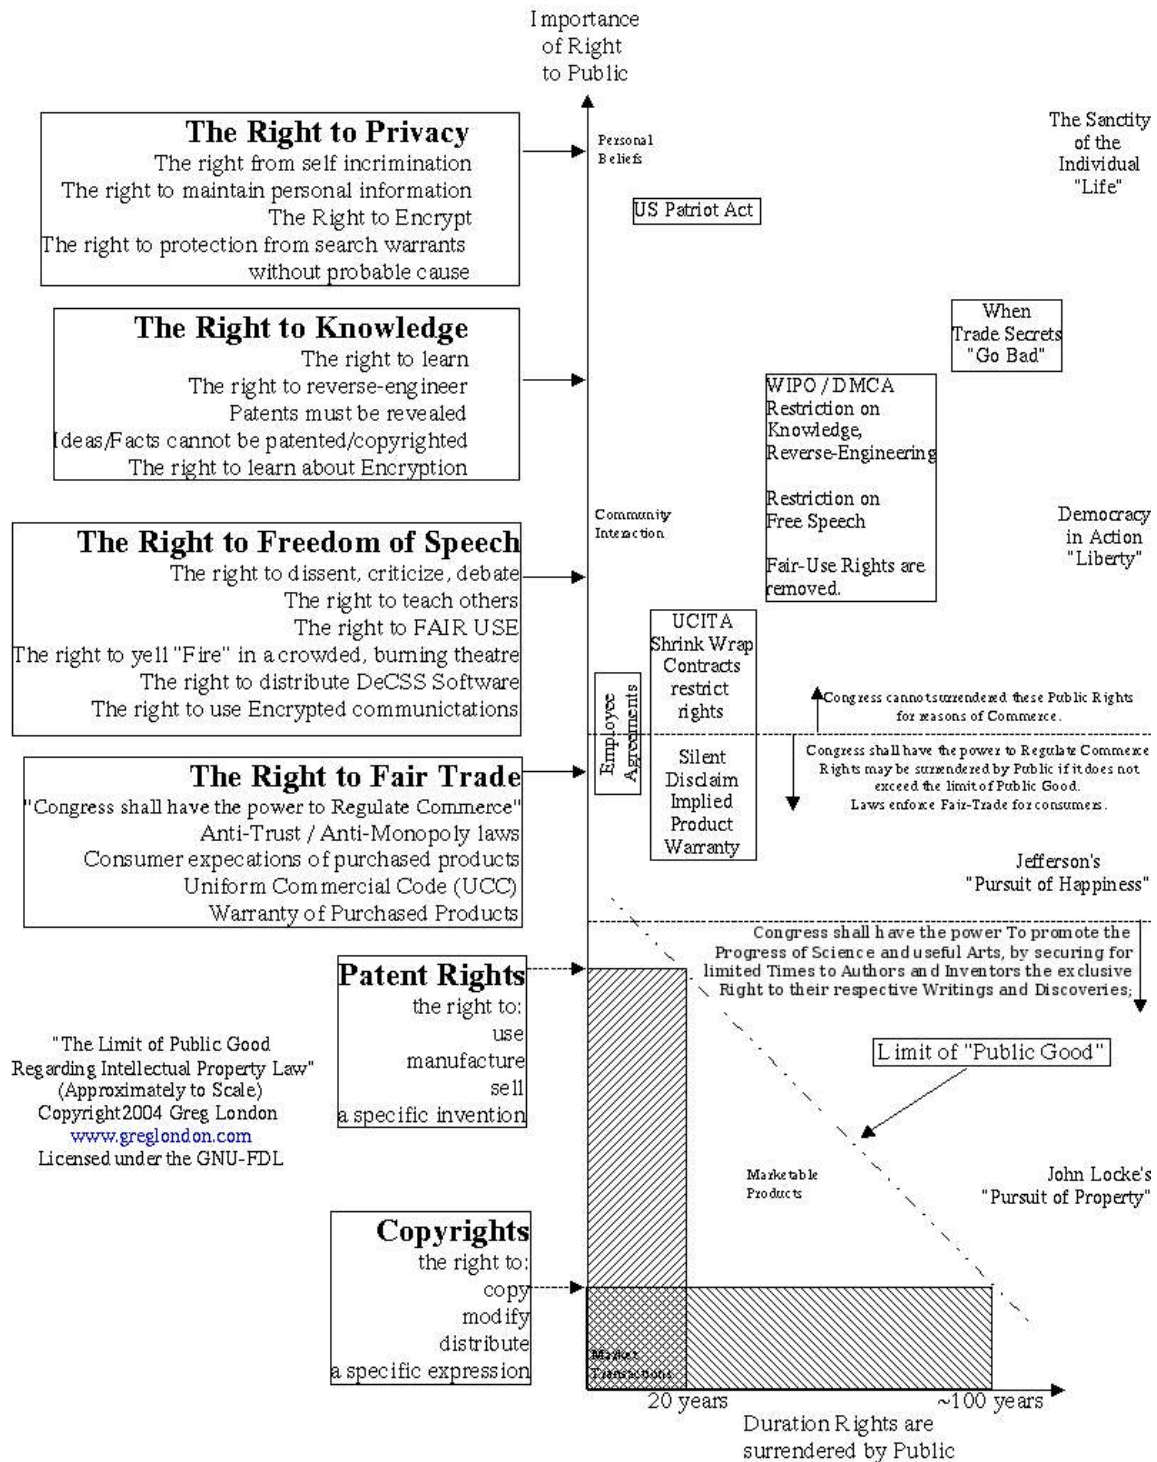 Importance
of Right
to Public
The Right to Privacy
The right from self incrimination
The right to maintain personal information
The Right to Encrypt
The right to protection from search warrants
without probable cause
Personal
Beliefs
The Sanctity
of the
Individual
"Life"
US Patriot Act
The Right to Knowledge
The right to learn
The right to reverse-engineer
Patents must be revealed
Ideas/Facts cannot be patented/copyrighted
The right to learn about Encryption
When
Trade Secrets
"Go Bad"
WIPO / DMCA
Restriction on
Knowledge,
Reverse-Engineering
Restriction on
Free Speech
Fair-Use Rights are
removed.
Community
Interaction
Democracy
in Action
"Liberty"
The Right to Freedom of Speech
The right to dissent, criticize, debate
The right to teach others
The right to FAIR USE
The right to yell "Fire" in a crowded, burning theatre
The right to distribute DeCSS Software
The right to use Encrypted communictations
UCITA
Shrink Wrap
Contracts
restrict
rights
Silent
Disclaim
Implied
Product
Warranty
Employee
Agreements
Congress cannot surrendered these Public Rights
for reasons of Commerce.
Congress shall have the power to Regulate Commerce
Rights may be surrendered by Public if it does not
exceed the limit of Public Good.
Laws enforce Fair-Trade for consumers.
The Right to Fair Trade
"Congress shall have the power to Regulate Commerce"
Anti-Trust / Anti-Monopoly laws
Consumer expecations of purchased products
Uniform Commercial Code (UCC)
Warranty of Purchased Products
Jefferson's
"Pursuit of Happiness"
Congress shall have the power To promote the
Progress of Science and useful Arts, by securing for
limited Times to Authors and Inventors the exclusive
Right to their respective Writings and Discoveries;
Patent Rights
the right to:
use
manufacture
sell
a specific invention
Limit of "Public Good"
"The Limit of Public Good
Regarding Intellectual Property Law"
(Approximately to Scale)
Copyright 2004 Greg London
www.greglondon.com
Licensed under the GNU-FDL
Marketable
Products
John Locke's
"Pursuit of Property"
Copyrights
the right to:
copy
modify
distribute
a specific expression
Market
Transactions
20 years
~100 years
Duration Rights are
surrendered by Public